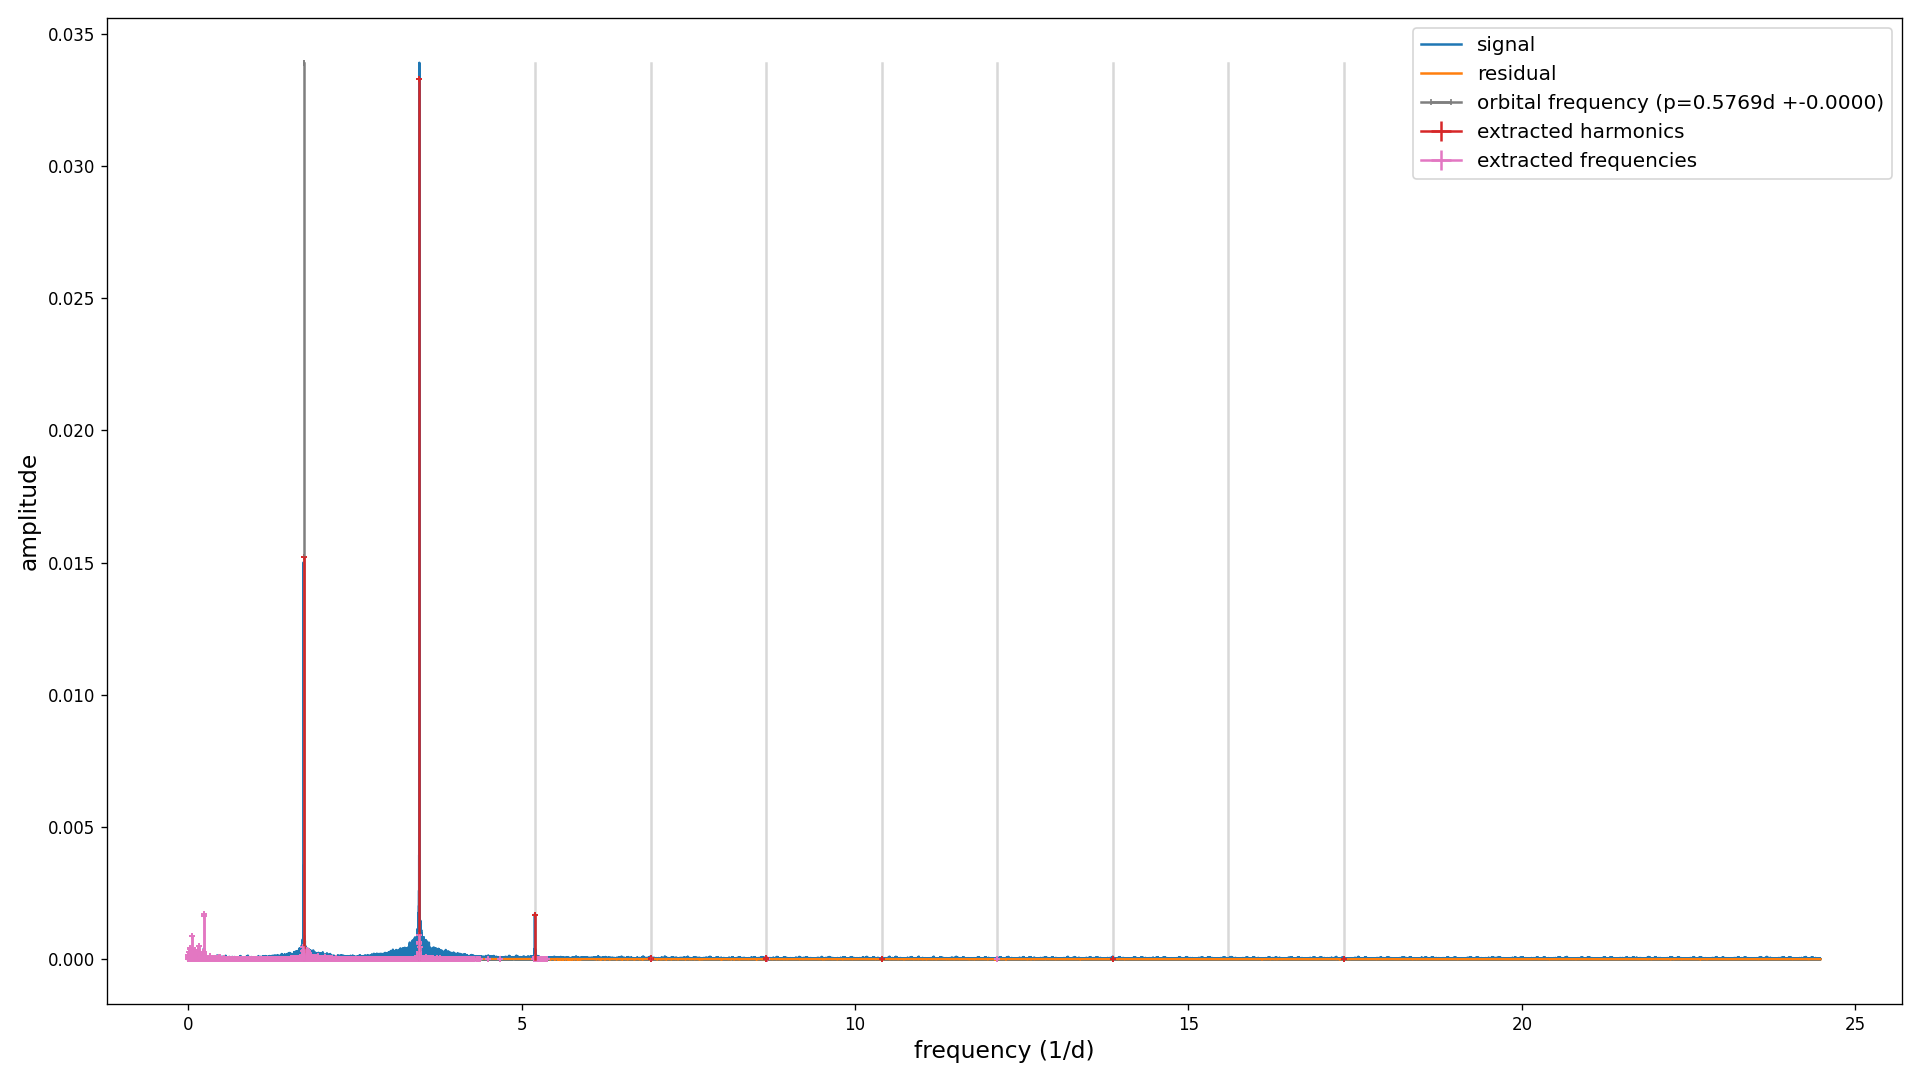 0.035
0.030
0.025
0.020
0.015
0.010
0.005
0.000
amplitude
0
5
10
15
20
25
frequency (1/d)
signal
residual
orbital frequency (p=0.5769d +-0.0000)
extracted harmonics
extracted frequencies